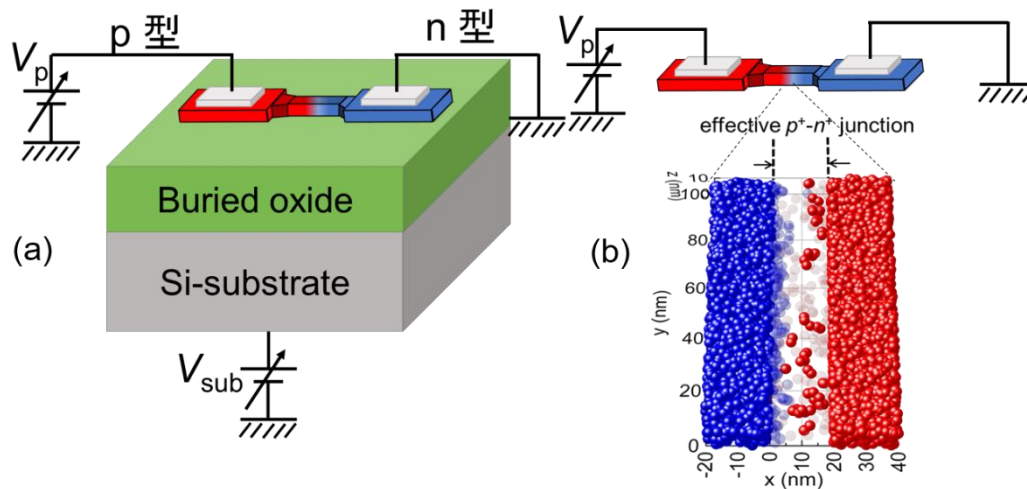 p 型
n 型
Vp
Buried oxide
Si-substrate
(a)
Vsub
Vp
effective p⁺-n⁺ junction
(b)
z(nm)
10
100
80
60
40
20
0
y (nm)
-20
-10
0
10
20
30
40
x (nm)